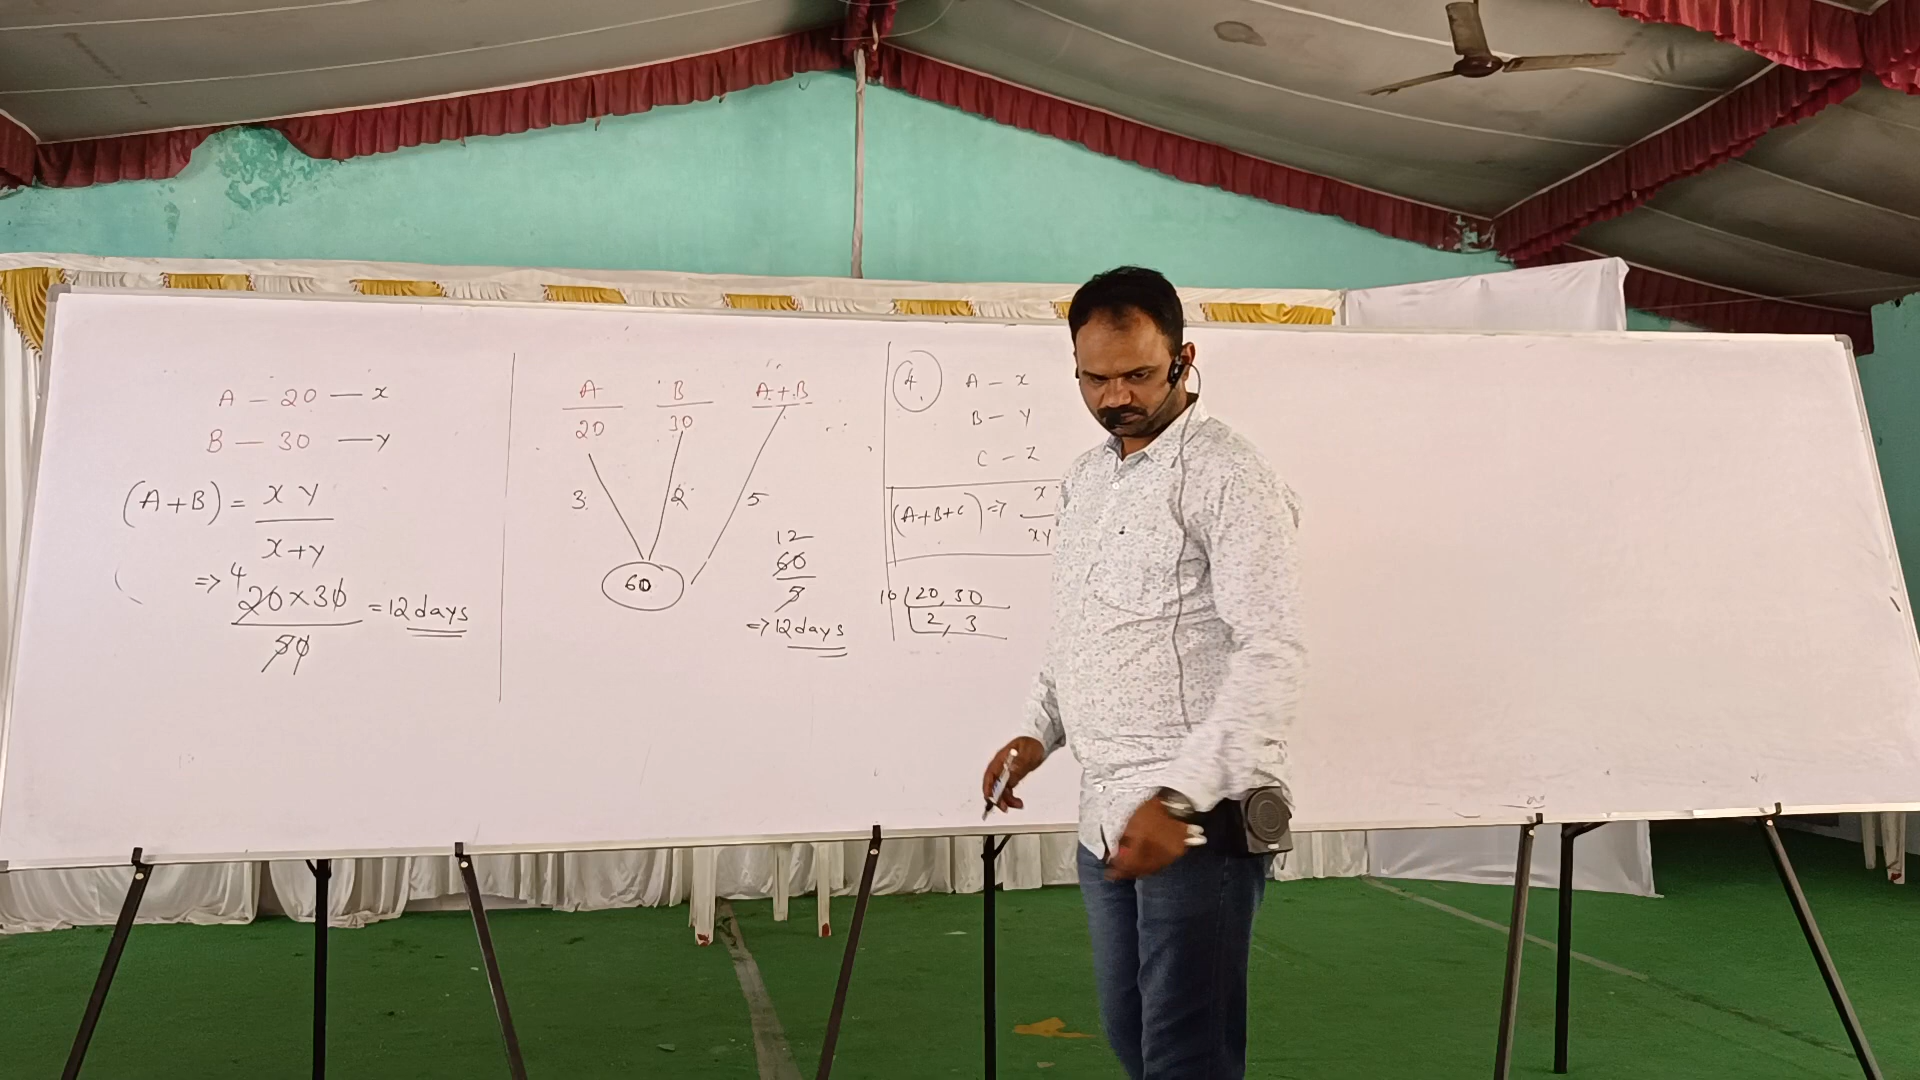 A – 20 — x
B — 30 — y
(A+B) = x y
x+y
=> 4
20×30 = 12 days
50
A B A+B
20 30
3 2 5
60
12
60
5
=> 12 days
4. A – x
B – y
C – z
(A+B+C) => x
xy
10 20, 30
2, 3